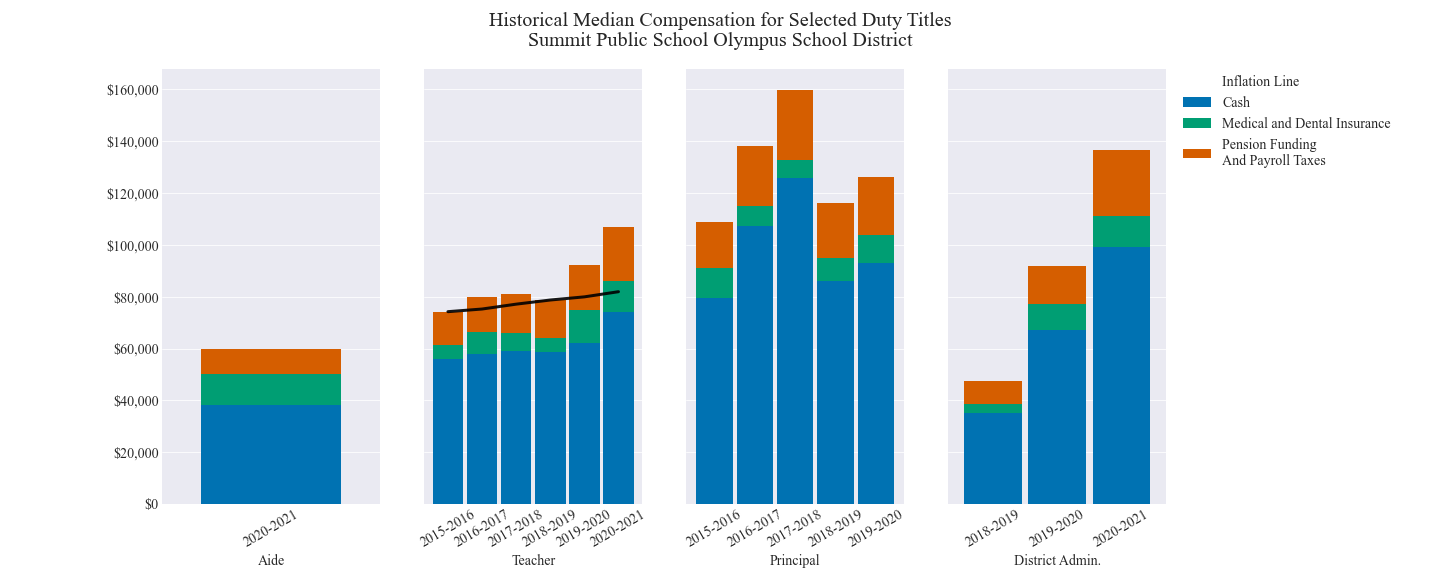 Historical Median Compensation for Selected Duty Titles
Summit Public School Olympus School District
$160,000
$140,000
$120,000
$100,000
$80,000
$60,000
$40,000
$20,000
$0
2020-2021
Aide
2015-2016
2016-2017
2017-2018
2018-2019
2019-2020
2020-2021
Teacher
2015-2016
2016-2017
2017-2018
2018-2019
2019-2020
Principal
2018-2019
2019-2020
2020-2021
District Admin.
Inflation Line
Cash
Medical and Dental Insurance
Pension Funding
And Payroll Taxes